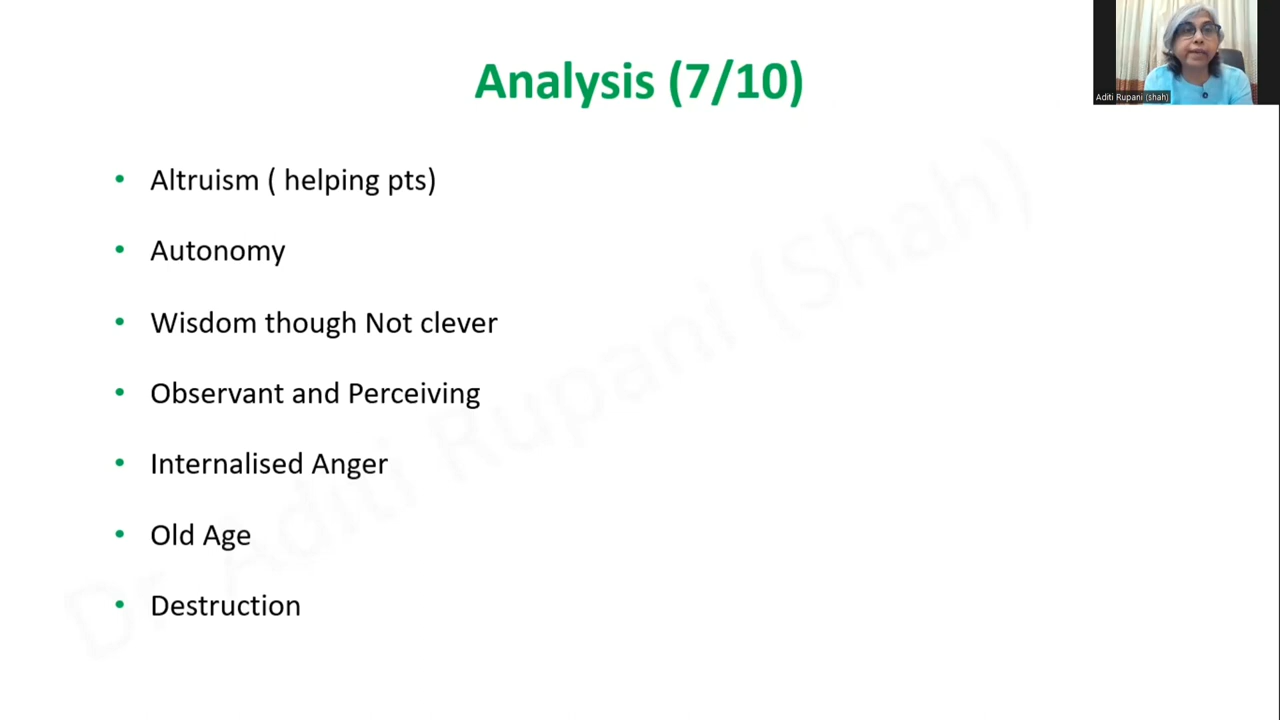 Analysis (7/10)
Aditi Rupani (shah)
• Altruism ( helping pts)
• Autonomy
• Wisdom though Not clever
• Observant and Perceiving
• Internalised Anger
• Old Age
• Destruction
Dr. Aditi Rupani (Shah)